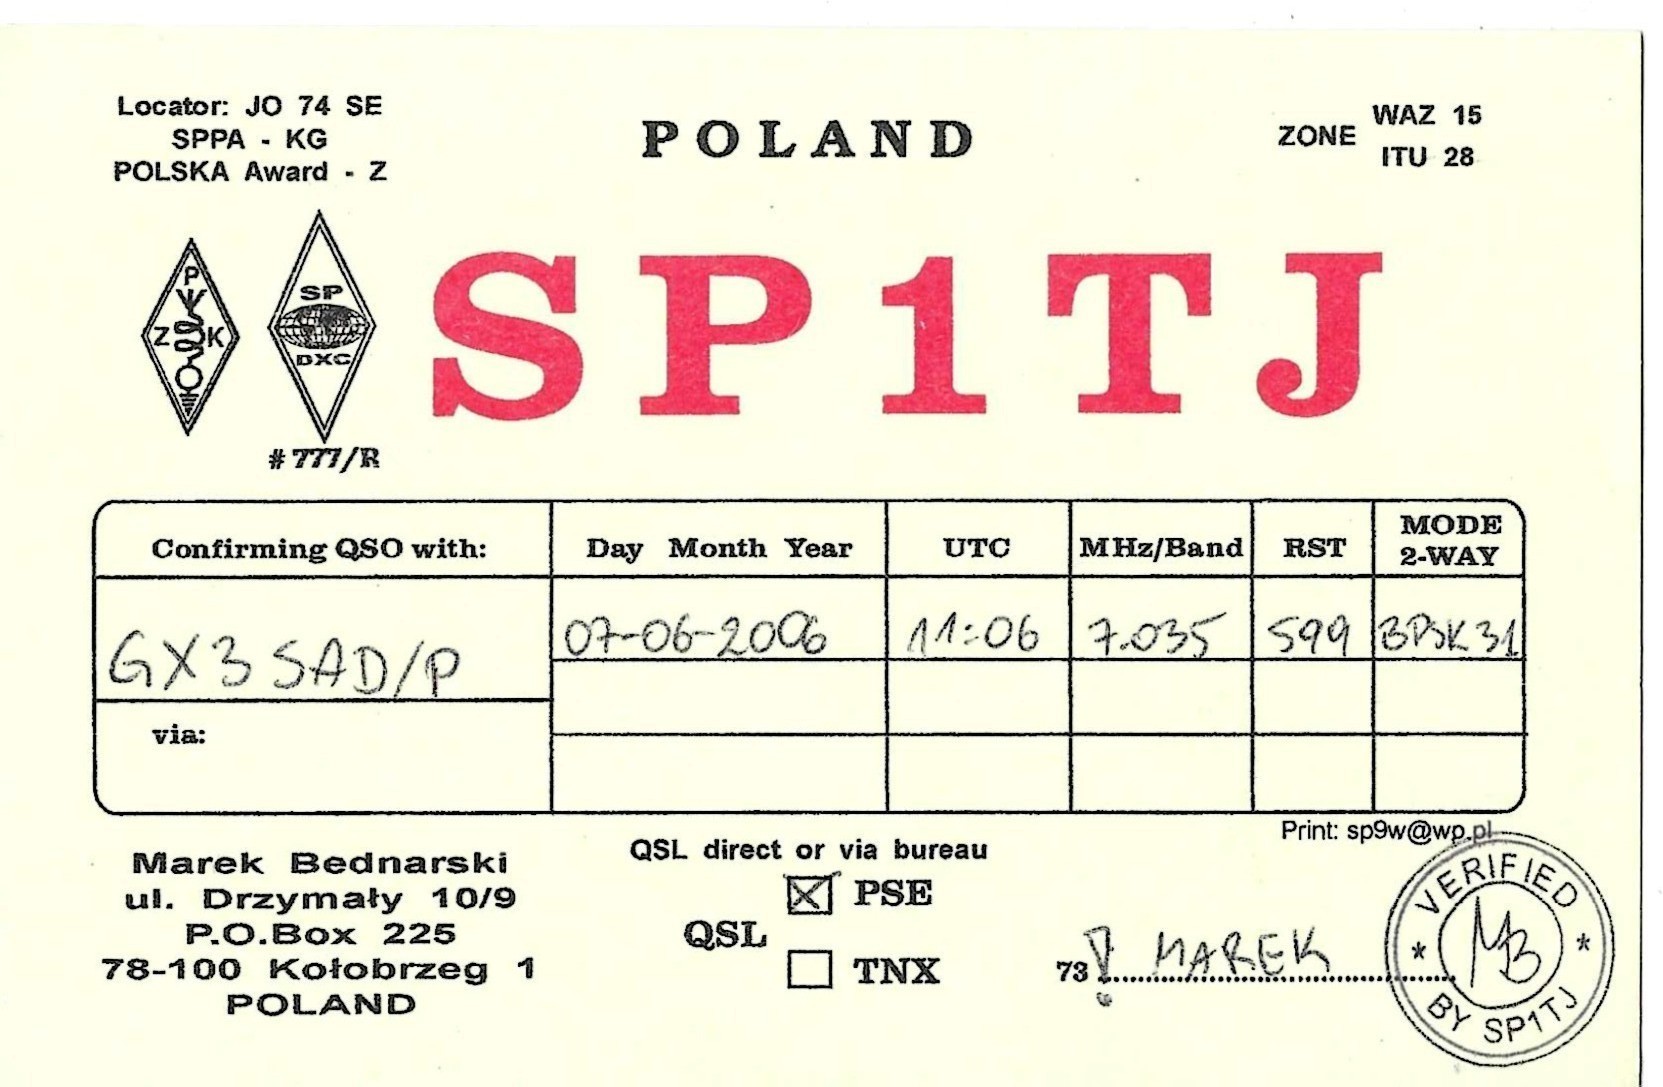 Locator: JO 74 SE
SPPA - KG
POLSKA Award - Z
POLAND
ZONE
WAZ 15
ITU 28
P
Z K
SP
DXC
# 777/R
SP1TJ
Confirming QSO with: Day Month Year UTC MHz/Band RST MODE 2-WAY
GX3SAD/P 07-06-2006 11:06 7.035 599 BPSK31
via:
Print: sp9w@wp.pl
Marek Bednarski
ul. Drzymały 10/9
P.O.Box 225
78-100 Kołobrzeg 1
POLAND
QSL direct or via bureau
QSL
PSE
TNX
73 ! MAREK
VERIFIED
MB
BY SP1TJ